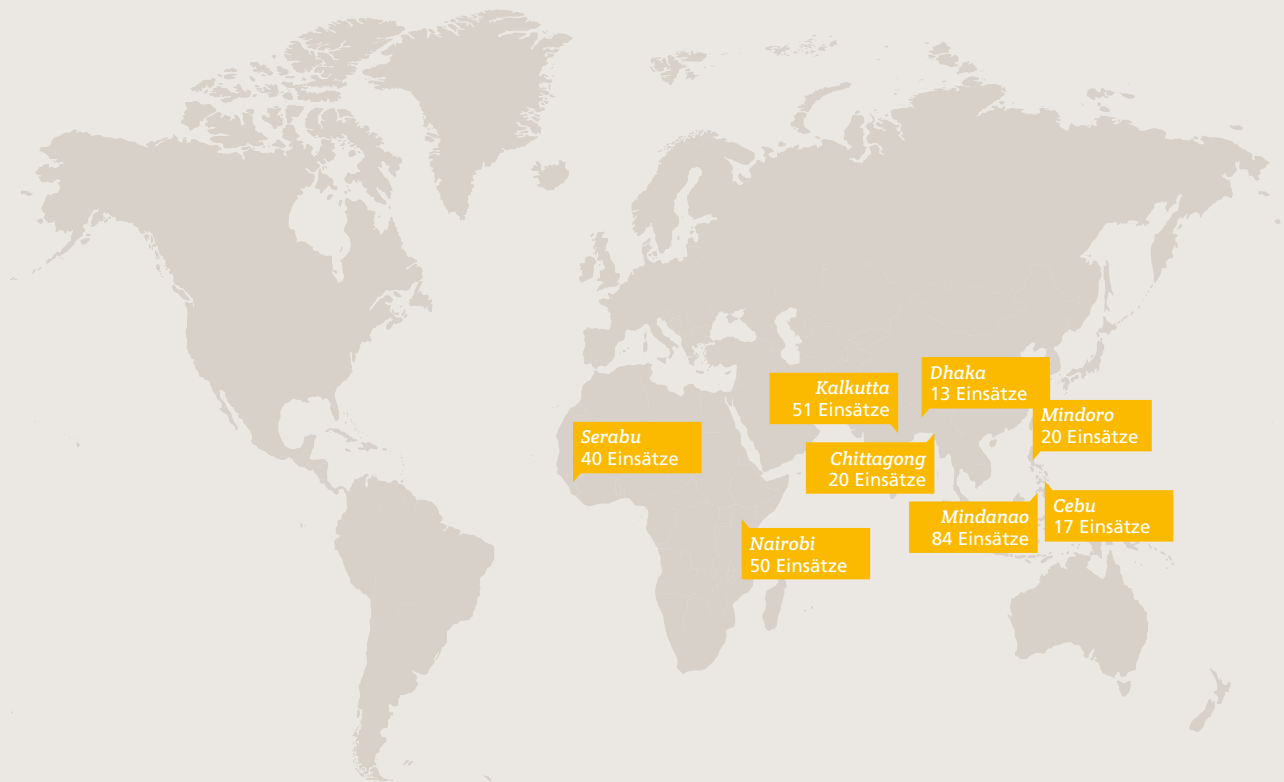 Dhaka
13 Einsätze
Kalkutta
51 Einsätze
Mindoro
20 Einsätze
Serabu
40 Einsätze
Chittagong
20 Einsätze
Cebu
17 Einsätze
Mindanao
84 Einsätze
Nairobi
50 Einsätze